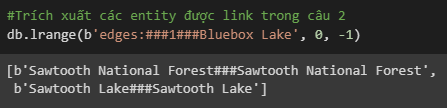 #Trích xuất các entity được link trong câu 2
db.lrange(b'edges:###1###Bluebox Lake', 0, -1)
[b'Sawtooth National Forest###Sawtooth National Forest',
 b'Sawtooth Lake###Sawtooth Lake']